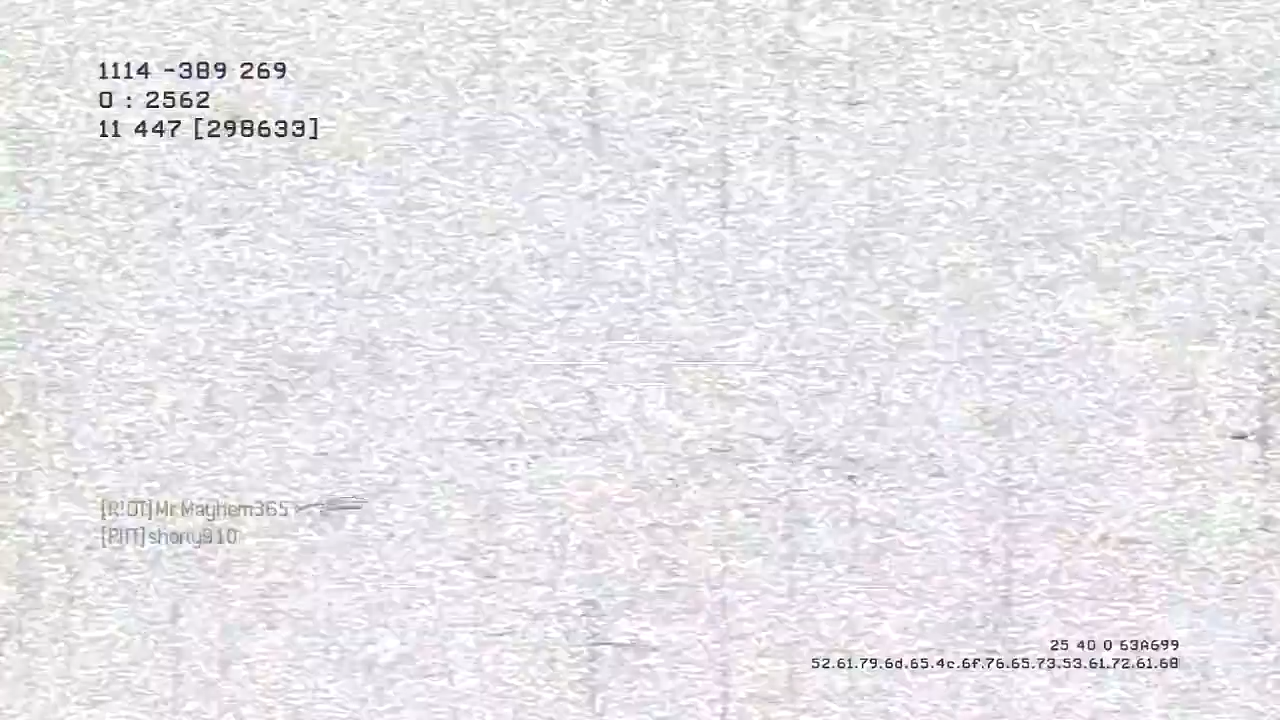 1114 -389 269
0 : 2562
11 447 [298633]
[R!OT]MrMayhem365
shorty910
25 40 0 63A699
52.61.79.6d.65.4c.6f.76.65.73.53.61.72.61.68